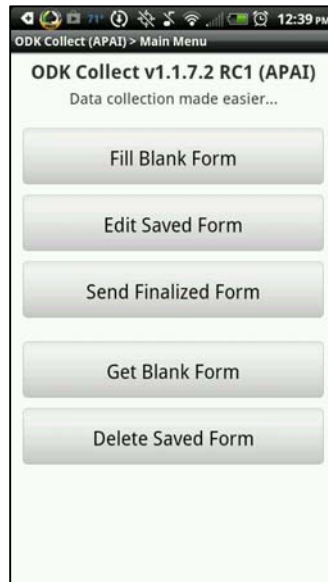 71° 12:39 PM
ODK Collect (APAI) > Main Menu
ODK Collect v1.1.7.2 RC1 (APAI)
Data collection made easier...
Fill Blank Form
Edit Saved Form
Send Finalized Form
Get Blank Form
Delete Saved Form